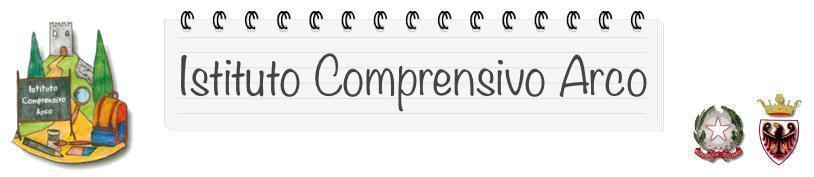 Istituto Comprensivo Arco
Istituto
Comprensivo
Arco